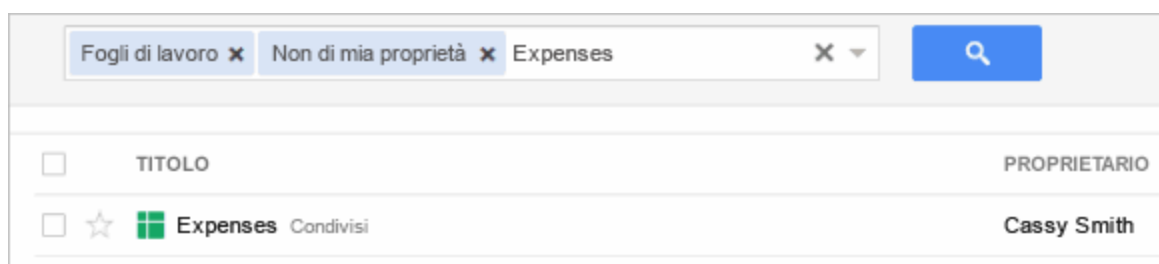 Fogli di lavoro Non di mia proprietà Expenses
TITOLO PROPRIETARIO
Expenses Condivisi Cassy Smith